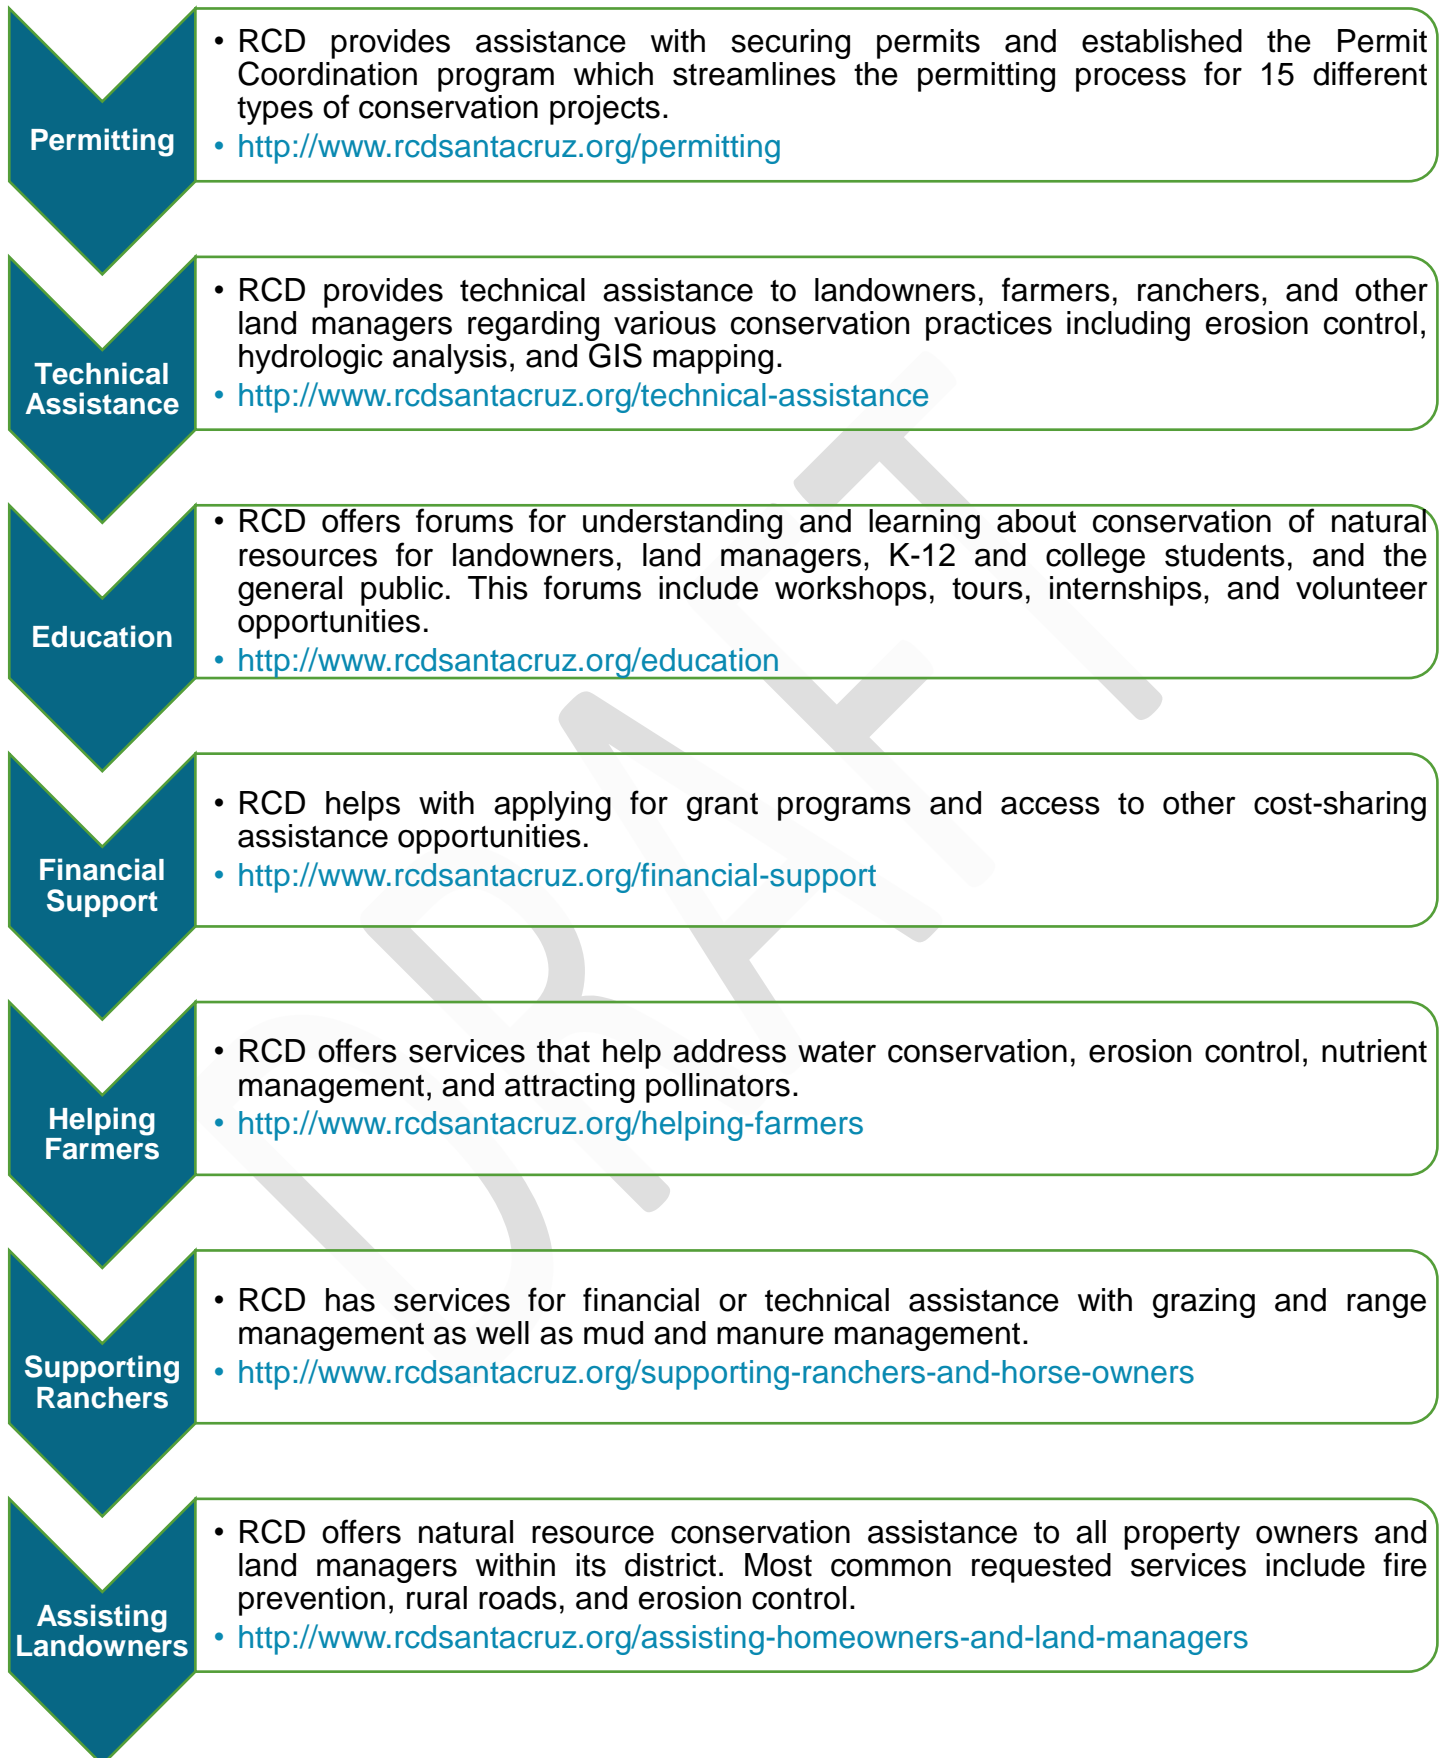 Permitting
• RCD provides assistance with securing permits and established the Permit
Coordination program which streamlines the permitting process for 15 different
types of conservation projects.
• http://www.rcdsantacruz.org/permitting
Technical
Assistance
• RCD provides technical assistance to landowners, farmers, ranchers, and other
land managers regarding various conservation practices including erosion control,
hydrologic analysis, and GIS mapping.
• http://www.rcdsantacruz.org/technical-assistance
Education
• RCD offers forums for understanding and learning about conservation of natural
resources for landowners, land managers, K-12 and college students, and the
general public. This forums include workshops, tours, internships, and volunteer
opportunities.
• http://www.rcdsantacruz.org/education
Financial
Support
• RCD helps with applying for grant programs and access to other cost-sharing
assistance opportunities.
• http://www.rcdsantacruz.org/financial-support
Helping
Farmers
• RCD offers services that help address water conservation, erosion control, nutrient
management, and attracting pollinators.
• http://www.rcdsantacruz.org/helping-farmers
Supporting
Ranchers
• RCD has services for financial or technical assistance with grazing and range
management as well as mud and manure management.
• http://www.rcdsantacruz.org/supporting-ranchers-and-horse-owners
Assisting
Landowners
• RCD offers natural resource conservation assistance to all property owners and
land managers within its district. Most common requested services include fire
prevention, rural roads, and erosion control.
• http://www.rcdsantacruz.org/assisting-homeowners-and-land-managers
DRAFT